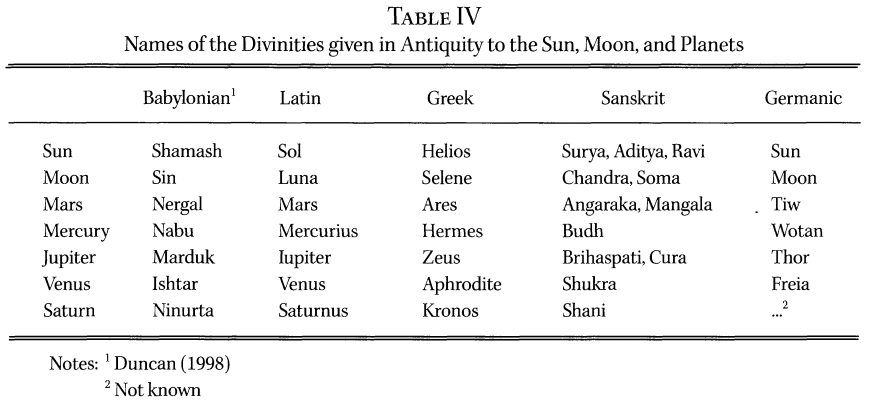 TABLE IV
Names of the Divinities given in Antiquity to the Sun, Moon, and Planets
Babylonian¹ Latin Greek Sanskrit Germanic
Sun Shamash Sol Helios Surya, Aditya, Ravi Sun
Moon Sin Luna Selene Chandra, Soma Moon
Mars Nergal Mars Ares Angaraka, Mangala Tiw
Mercury Nabu Mercurius Hermes Budh Wotan
Jupiter Marduk Iupiter Zeus Brihaspati, Cura Thor
Venus Ishtar Venus Aphrodite Shukra Freia
Saturn Ninurta Saturnus Kronos Shani ...²
Notes: ¹ Duncan (1998)
² Not known